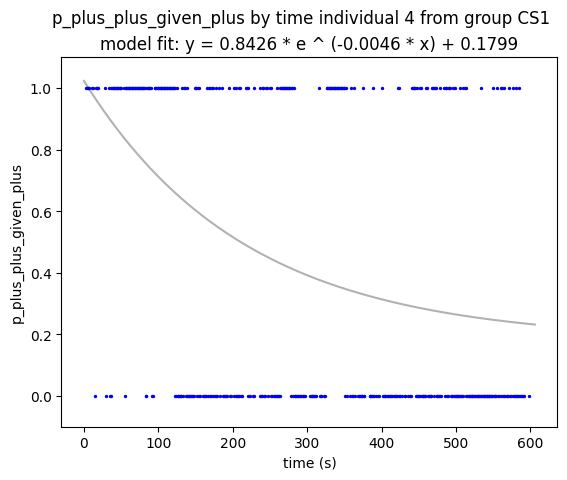 p_plus_plus_given_plus by time individual 4 from group CS1
model fit: y = 0.8426 * e ^ (-0.0046 * x) + 0.1799
1.0
0.8
0.6
0.4
0.2
0.0
p_plus_plus_given_plus
0 100 200 300 400 500 600
time (s)